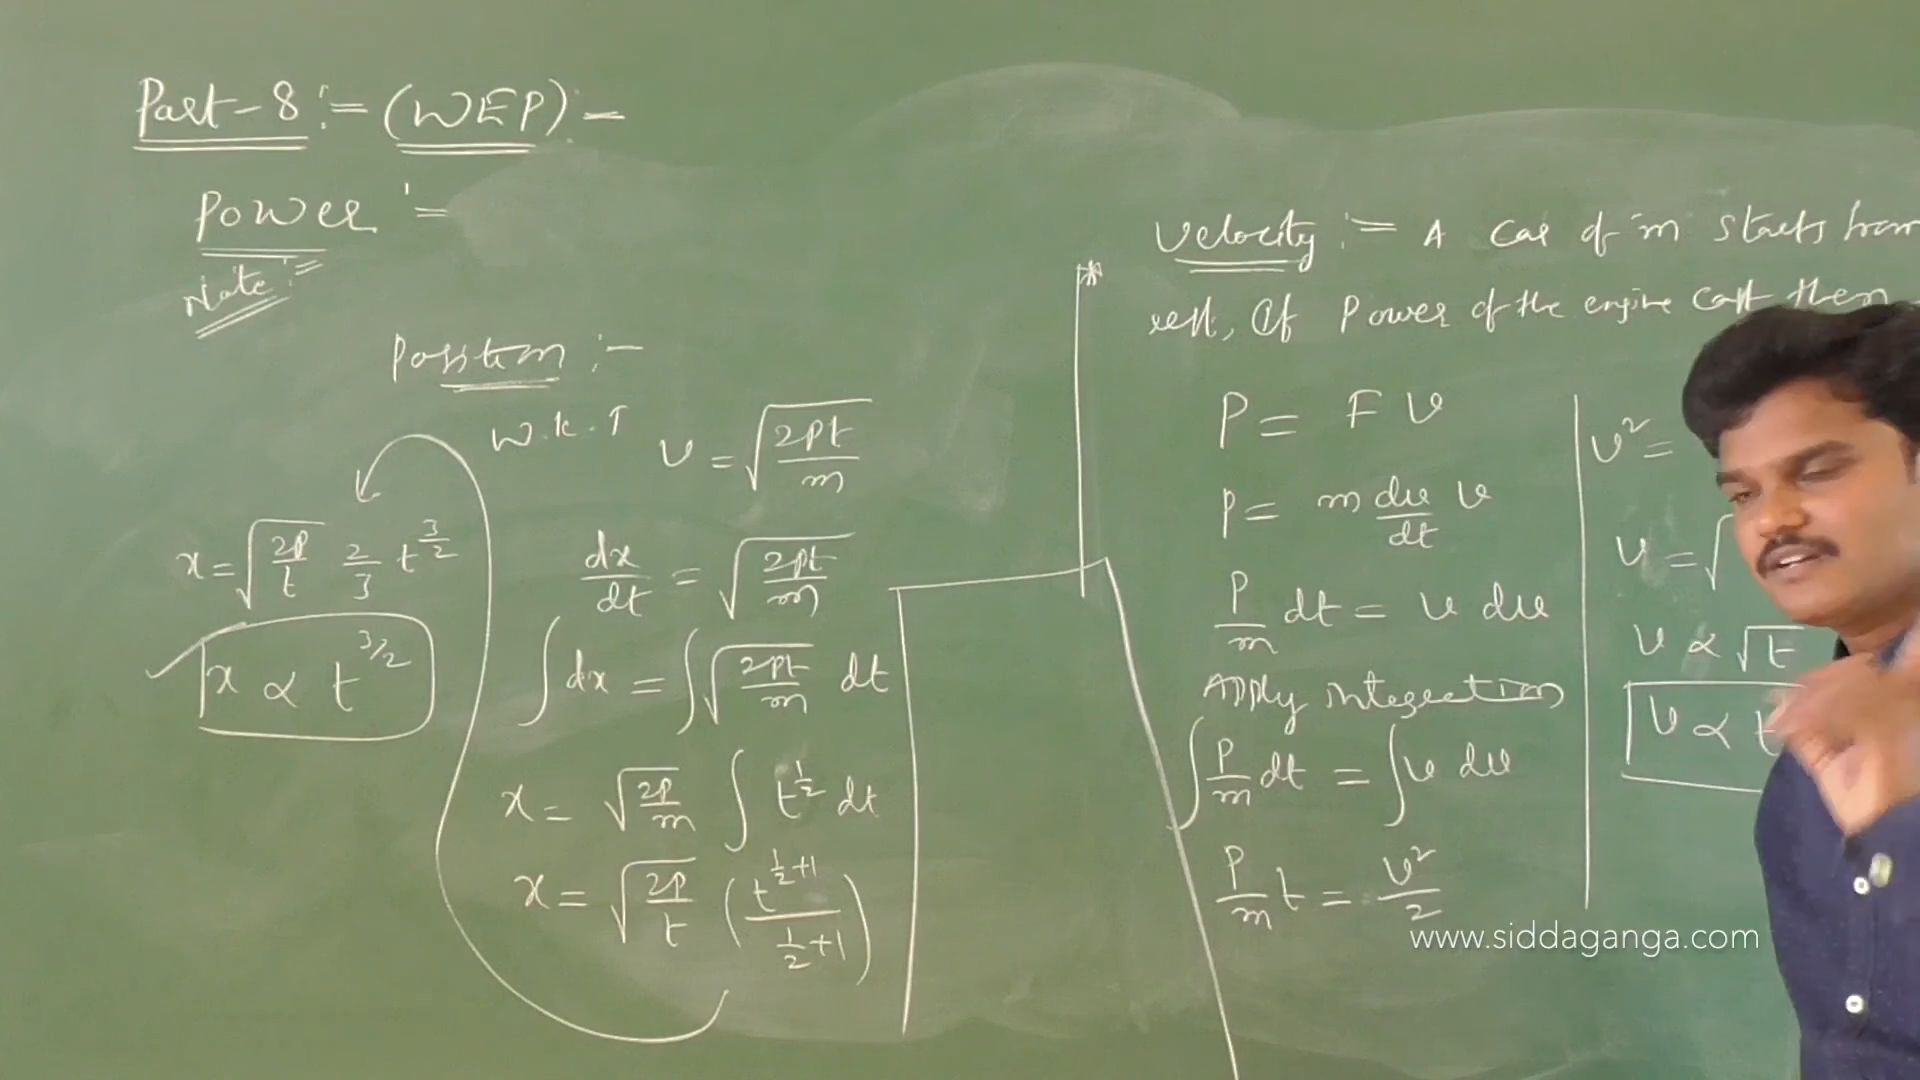 Part-8 :- (WEP) :-
Power :=
Note :=
Position :-
W.K.T v = √(2Pt/m)
dx/dt = √(2Pt/m)
∫dx = ∫√(2Pt/m) dt
x = √(2P/m) ∫ t^(1/2) dt
x = √(2P/t) (t^(1/2+1) / (1/2+1))
x = √(2P/t) 2/3 t^(3/2)
x ∝ t^(3/2)
*
Velocity := A car of 'm' starts from
rest, If Power of the engine const then
P = F v
P = m dv/dt v
P/m dt = v dv
Apply integration
∫ P/m dt = ∫ v dv
P/m t = v²/2
v² =
v = √
v ∝ √t
v ∝ t
www.siddaganga.com